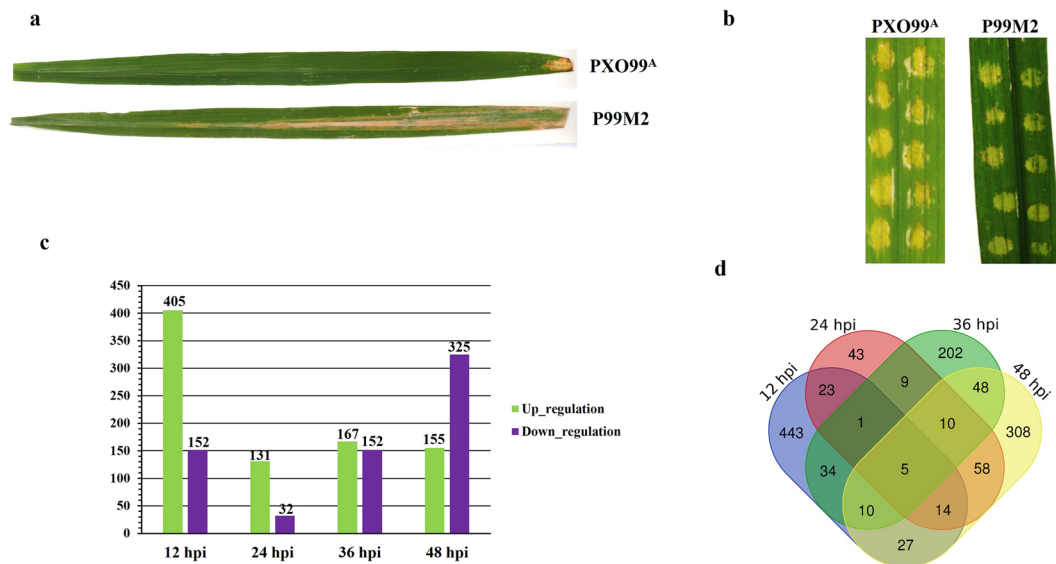 a
PXO99ᴬ
P99M2
b
PXO99ᴬ P99M2
c
450
400
350
300
250
200
150
100
50
0
405
152
131
32
167
152
155
325
12 hpi 24 hpi 36 hpi 48 hpi
Up_regulation
Down_regulation
d
12 hpi
24 hpi
36 hpi
48 hpi
43 202
23 9 48
443 1 10 308
34 5 58
10 14
27